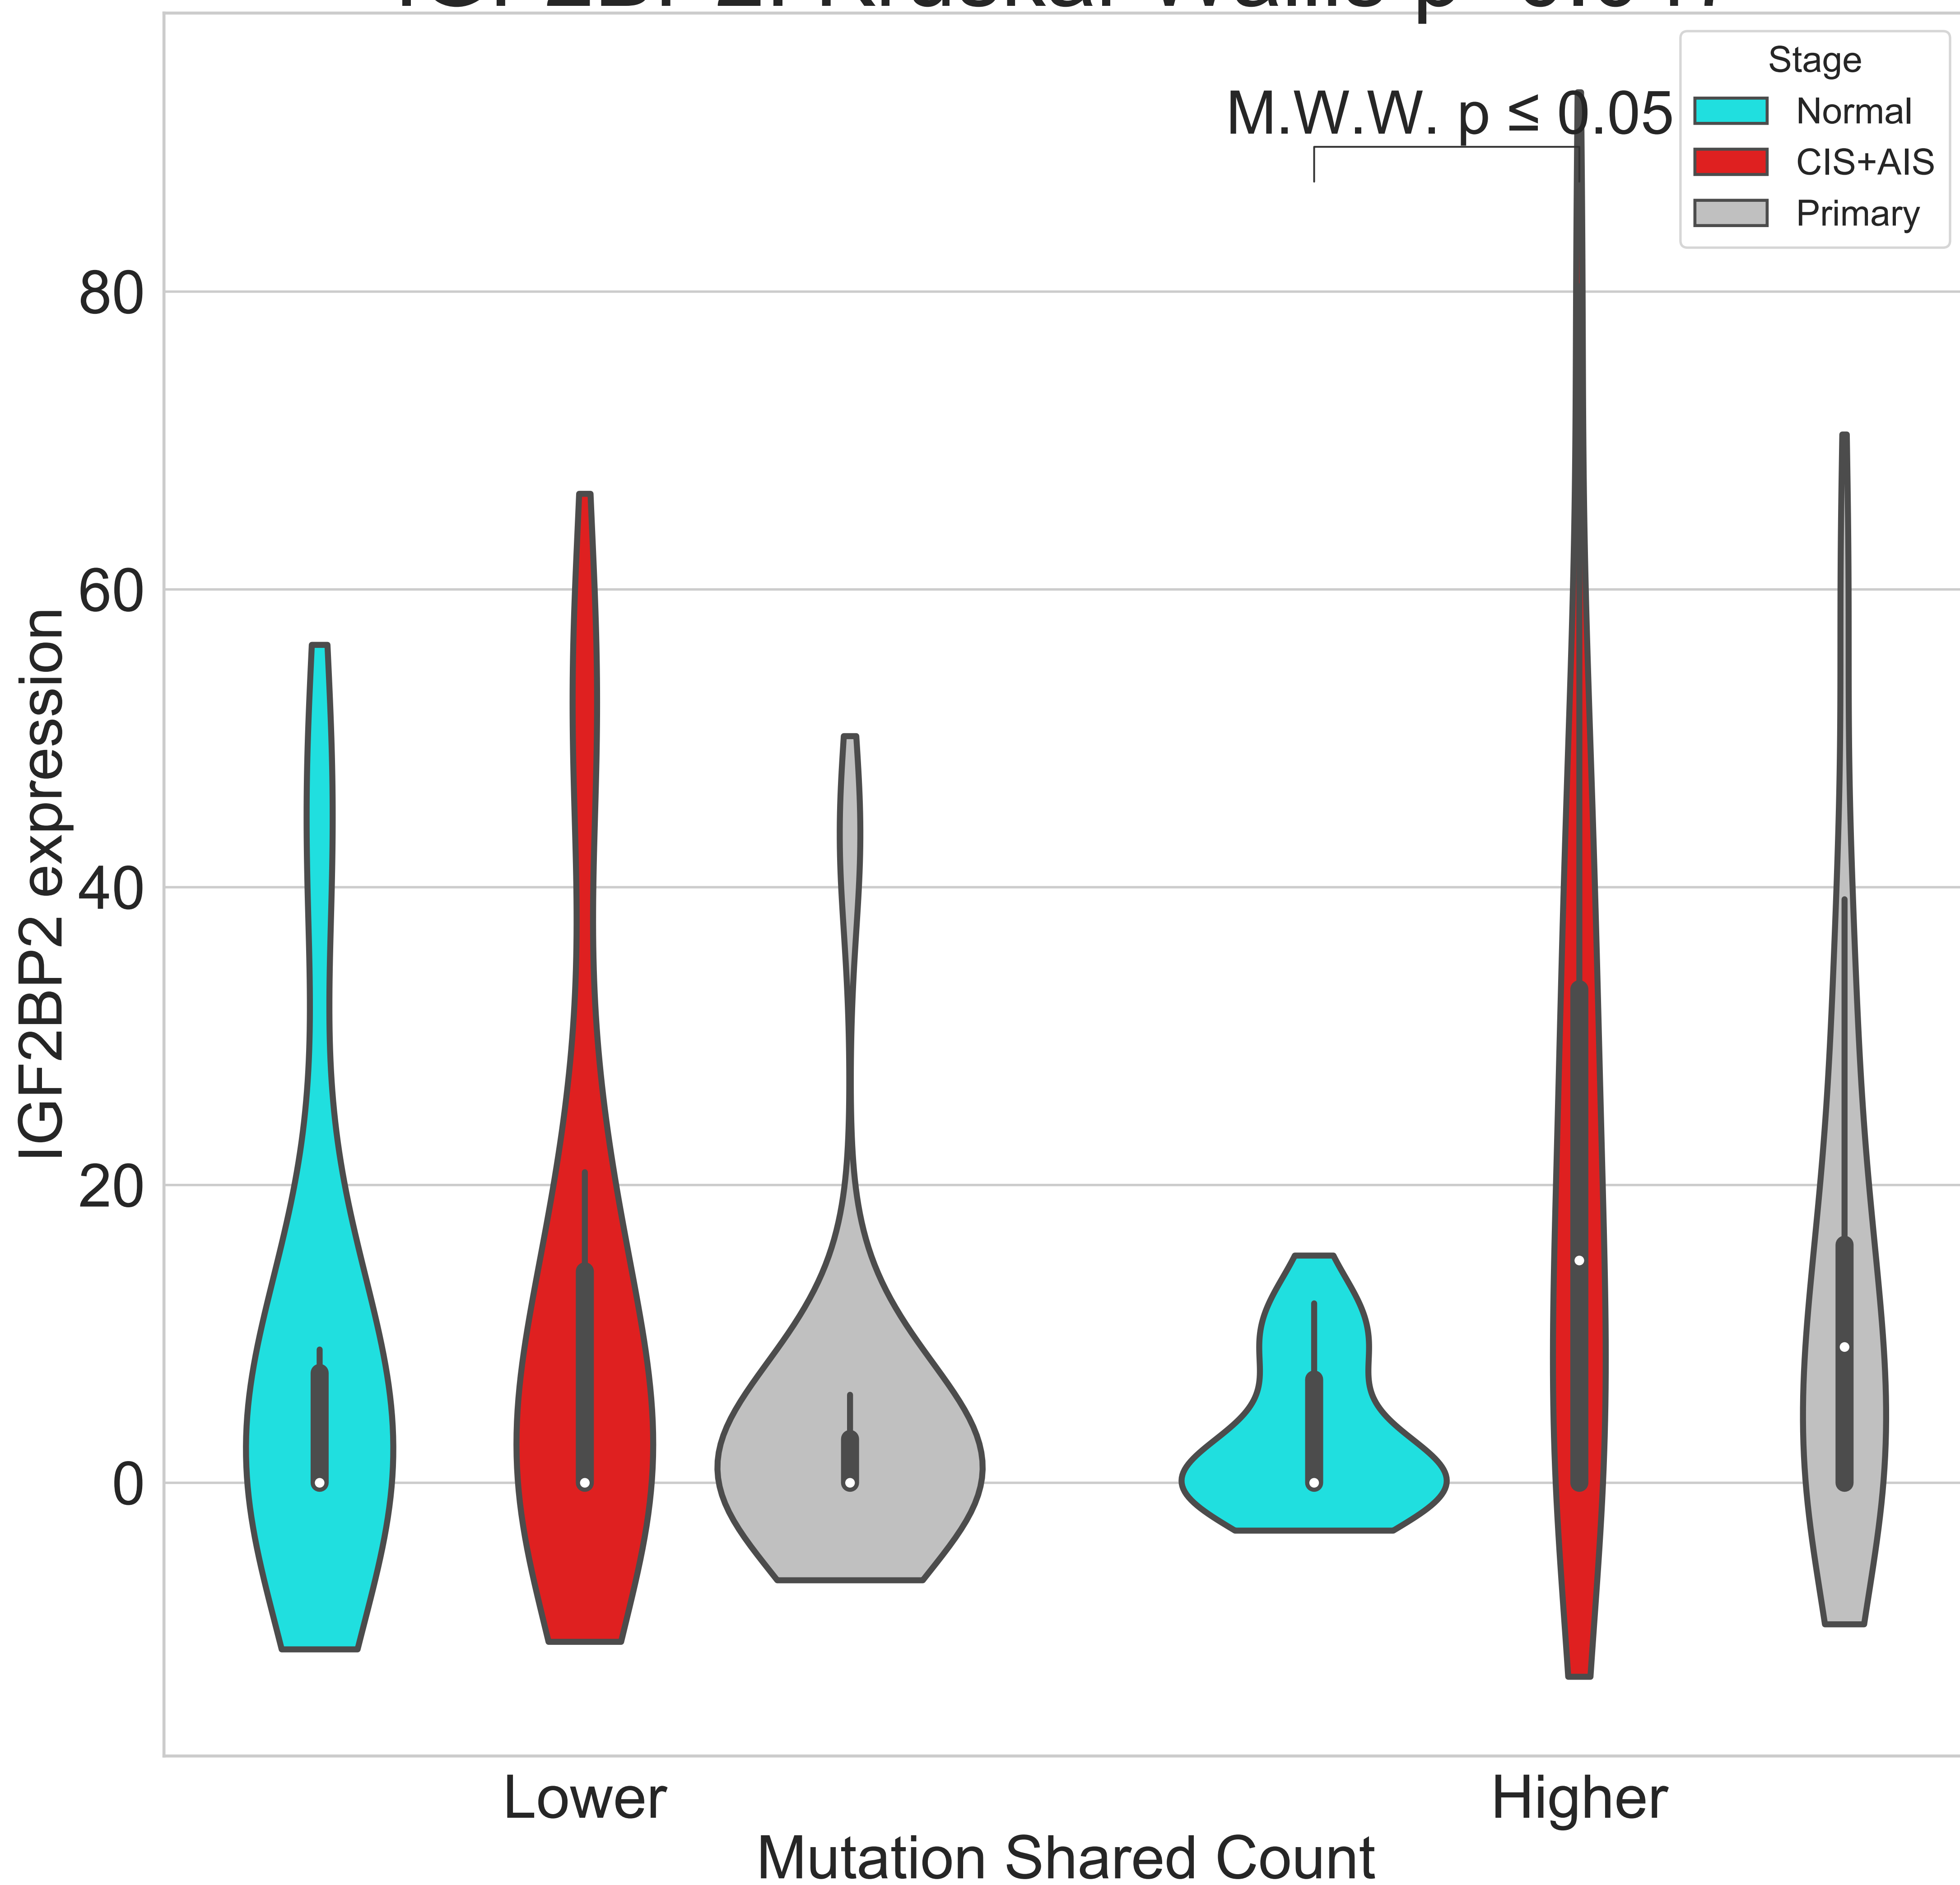 Stage
Normal
CIS+AIS
Primary
M.W.W. p ≤ 0.05
80
60
40
20
0
IGF2BP2 expression
Lower
Higher
Mutation Shared Count